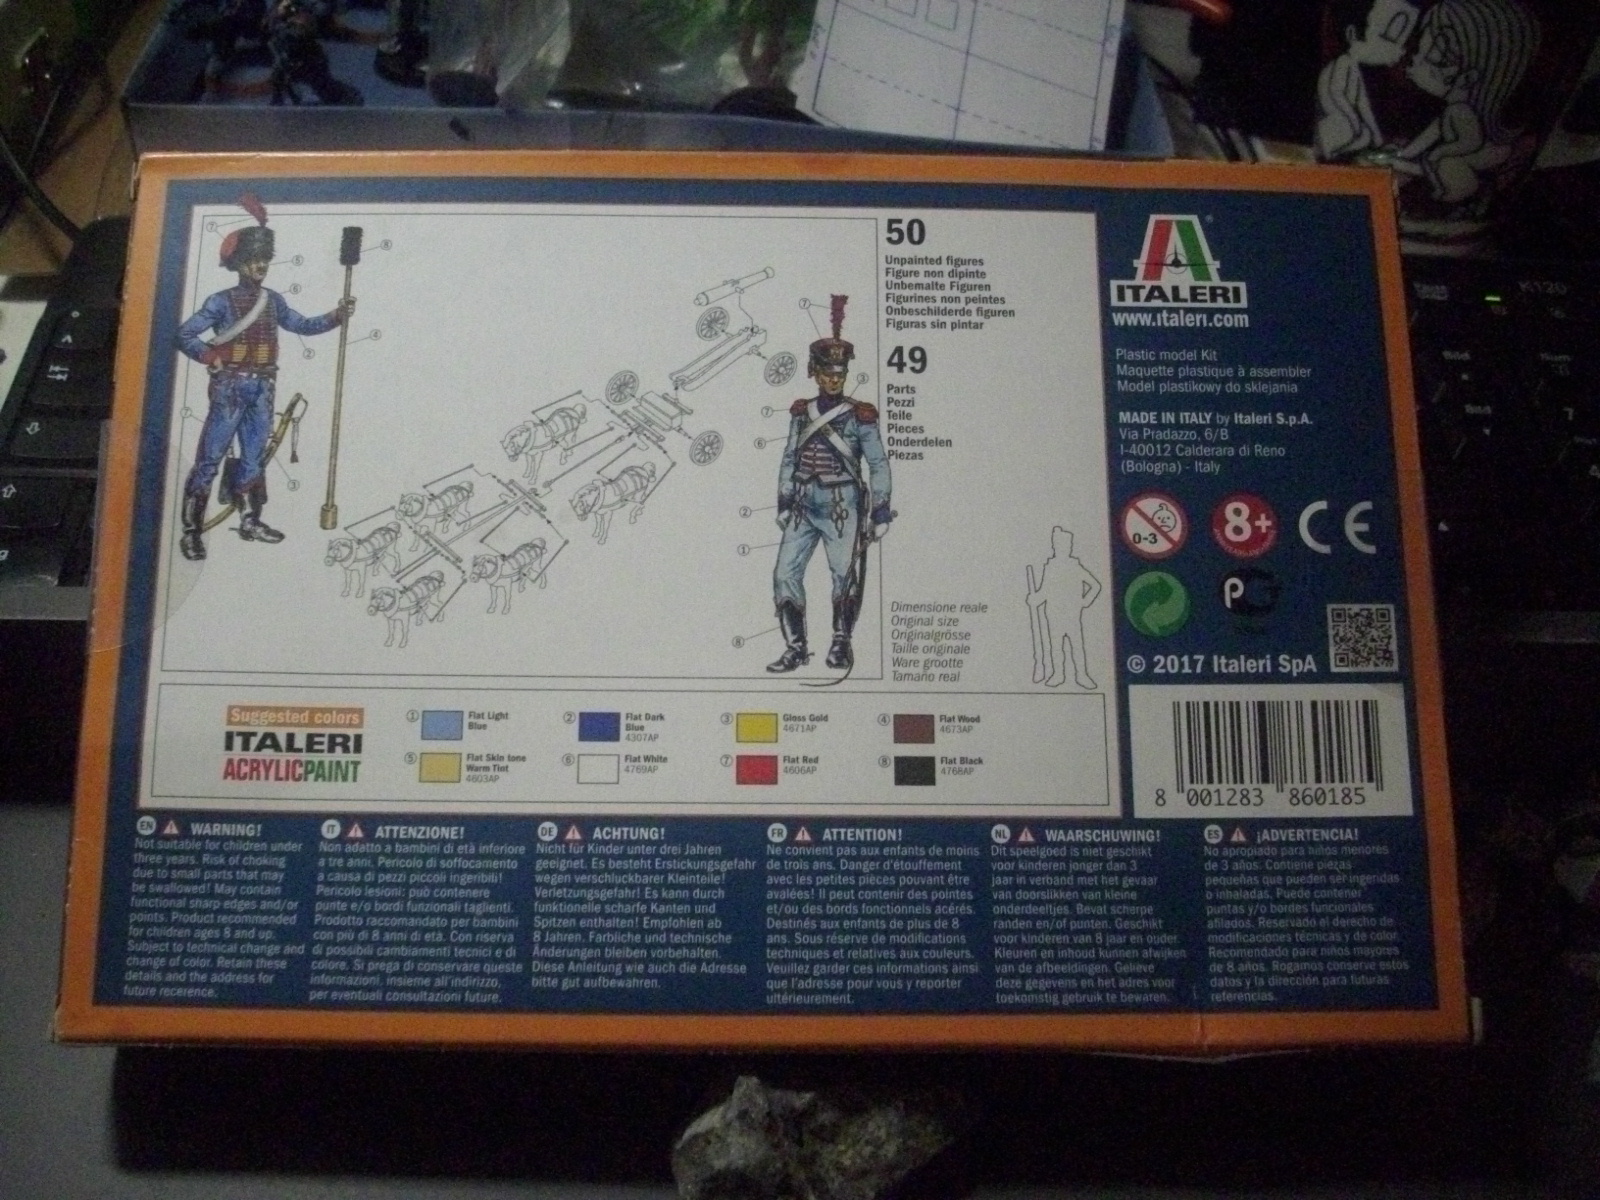 50
Unpainted figures
Figure non dipinte
Unbemalte Figuren
Figurines non peintes
Onbeschilderde figuren
Figuras sin pintar
49
Parts
Pezzi
Teile
Pieces
Onderdelen
Piezas
Dimensione reale
Original size
Originalgrösse
Taille originale
Ware grootte
Tamaño real
ITALERI
www.italeri.com
Plastic model Kit
Maquette plastique à assembler
Model plastikowy do sklejania
MADE IN ITALY by Italeri S.p.A.
Via Pradazzo, 6/B
I-40012 Calderara di Reno
(Bologna) - Italy
0-3
8+
CE
© 2017 Italeri SpA
8 001283 860185
Suggested colors
ITALERI
ACRYLICPAINT
1 Flat Light
Blue
2 Flat Dark
Blue
4307AP
3 Gloss Gold
4671AP
4 Flat Wood
4673AP
5 Flat Skin tone
Warm Tint
4603AP
6 Flat White
4769AP
7 Flat Red
4606AP
8 Flat Black
4768AP
EN WARNING!
Not suitable for children under
three years. Risk of choking
due to small parts that may
be swallowed! May contain
functional sharp edges and/or
points. Product recommended
for children ages 8 and up.
Subject to technical change and
change of color. Retain these
details and the address for
future recerence.
IT ATTENZIONE!
Non adatto a bambini di età inferiore
a tre anni. Pericolo di soffocamento
a causa di pezzi piccoli ingeribili!
Pericolo lesioni: può contenere
punte e/o bordi funzionali taglienti.
Prodotto raccomandato per bambini
con più di 8 anni di età. Con riserva
di possibili cambiamenti tecnici e di
colore. Si prega di conservare queste
informazioni, insieme all'indirizzo,
per eventuali consultazioni future.
DE ACHTUNG!
Nicht für Kinder unter drei Jahren
geeignet. Es besteht Erstickungsgefahr
wegen verschluckbarer Kleinteile!
Verletzungsgefahr! Es kann durch
funktionelle scharfe Kanten und
Spitzen enthalten! Empfohlen ab
8 Jahren. Farbliche und technische
Änderungen bleiben vorbehalten.
Diese Anleitung wie auch die Adresse
bitte gut aufbewahren.
FR ATTENTION!
Ne convient pas aux enfants de moins
de trois ans. Danger d'étouffement
avec les petites pièces pouvant être
avalées! Il peut contenir des pointes
et/ou des bords fonctionnels acérés.
Destinés aux enfants de plus de 8
ans. Sous réserve de modifications
techniques et relatives aux couleurs.
Veuillez garder ces informations ainsi
que l'adresse pour vous y reporter
ultérieurement.
NL WAARSCHUWING!
Dit speelgoed is niet geschikt
voor kinderen jonger dan 3
jaar in verband met het gevaar
van doorslikken van kleine
onderdeeltjes. Bevat scherpe
randen en/of punten. Geschikt
voor kinderen van 8 jaar en ouder.
Kleuren en inhoud kunnen afwijken
van de afbeeldingen. Gelieve
deze gegevens en het adres voor
toekomstig gebruik te bewaren.
ES ¡ADVERTENCIA!
No apropiado para niños menores
de 3 años. Contiene piezas
pequeñas que pueden ser ingeridas
o inhaladas. Puede contener
puntas y/o bordes funcionales
afilados. Reservado el derecho de
modificaciones técnicas y de color.
Recomendado para niños mayores
de 8 años. Rogamos conserve estos
datos y la dirección para futuras
referencias.
K120